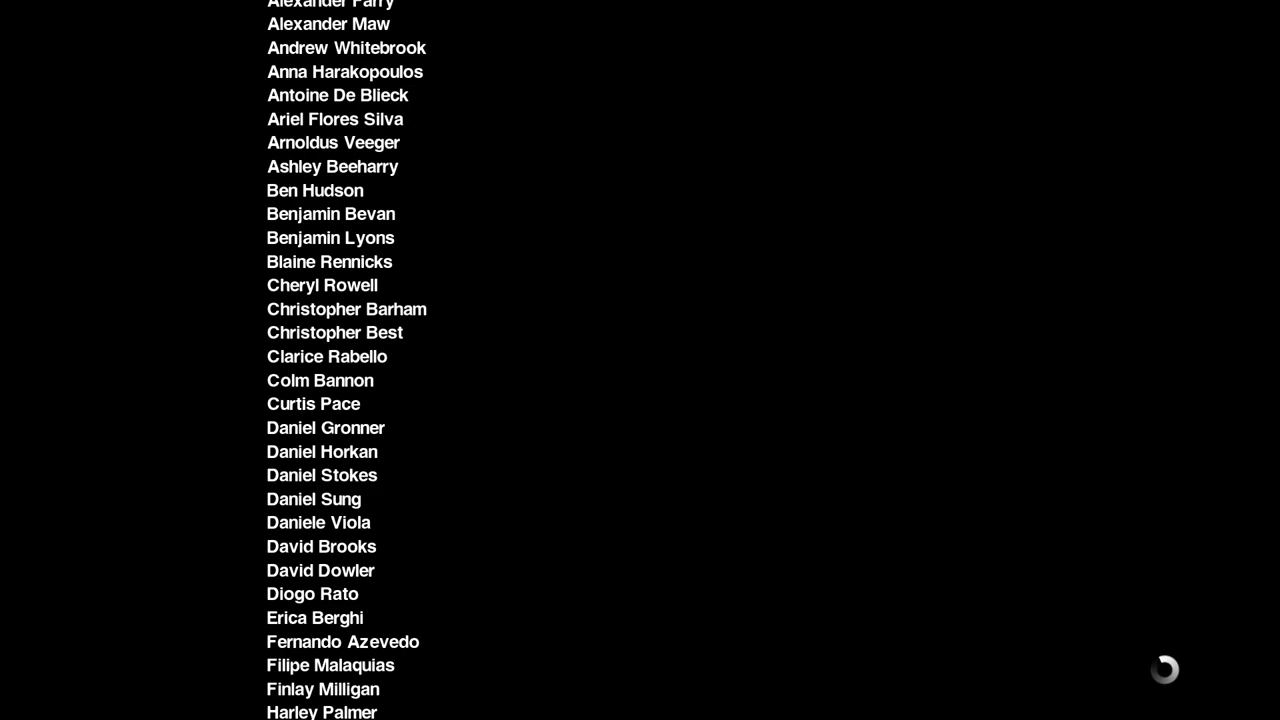 Alexander Parry
Alexander Maw
Andrew Whitebrook
Anna Harakopoulos
Antoine De Blieck
Ariel Flores Silva
Arnoldus Veeger
Ashley Beeharry
Ben Hudson
Benjamin Bevan
Benjamin Lyons
Blaine Rennicks
Cheryl Rowell
Christopher Barham
Christopher Best
Clarice Rabello
Colm Bannon
Curtis Pace
Daniel Gronner
Daniel Horkan
Daniel Stokes
Daniel Sung
Daniele Viola
David Brooks
David Dowler
Diogo Rato
Erica Berghi
Fernando Azevedo
Filipe Malaquias
Finlay Milligan
Harley Palmer